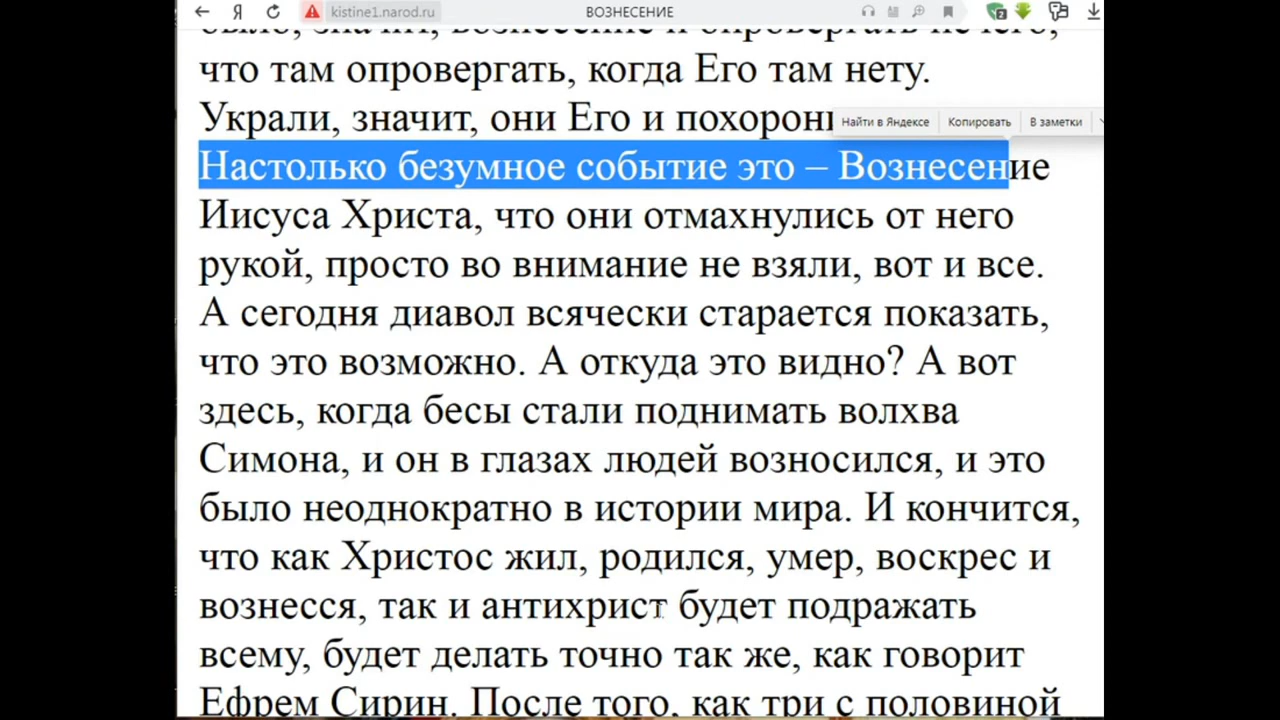 kistine1.narod.ru
ВОЗНЕСЕНИЕ
2
что там опровергать, когда Его там нету.
Украли, значит, они Его и
Найти в Яндексе
Копировать
В заметки
Настолько безумное событие это – Вознесение
Иисуса Христа, что они отмахнулись от него
рукой, просто во внимание не взяли, вот и все.
А сегодня диавол всячески старается показать,
что это возможно. А откуда это видно? А вот
здесь, когда бесы стали поднимать волхва
Симона, и он в глазах людей возносился, и это
было неоднократно в истории мира. И кончится,
что как Христос жил, родился, умер, воскрес и
вознесся, так и антихрист будет подражать
всему, будет делать точно так же, как говорит
Ефрем Сирин. После того, как три с половиной